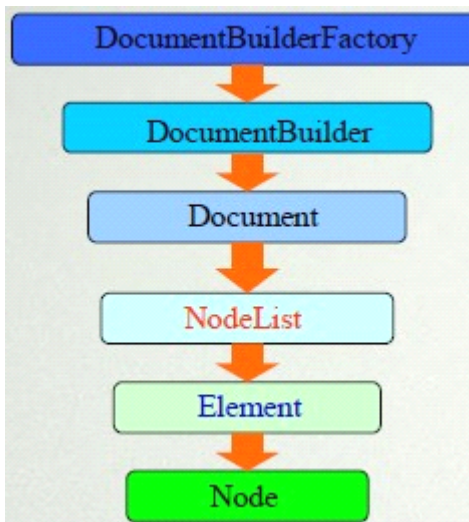 DocumentBuilderFactory
DocumentBuilder
Document
NodeList
Element
Node